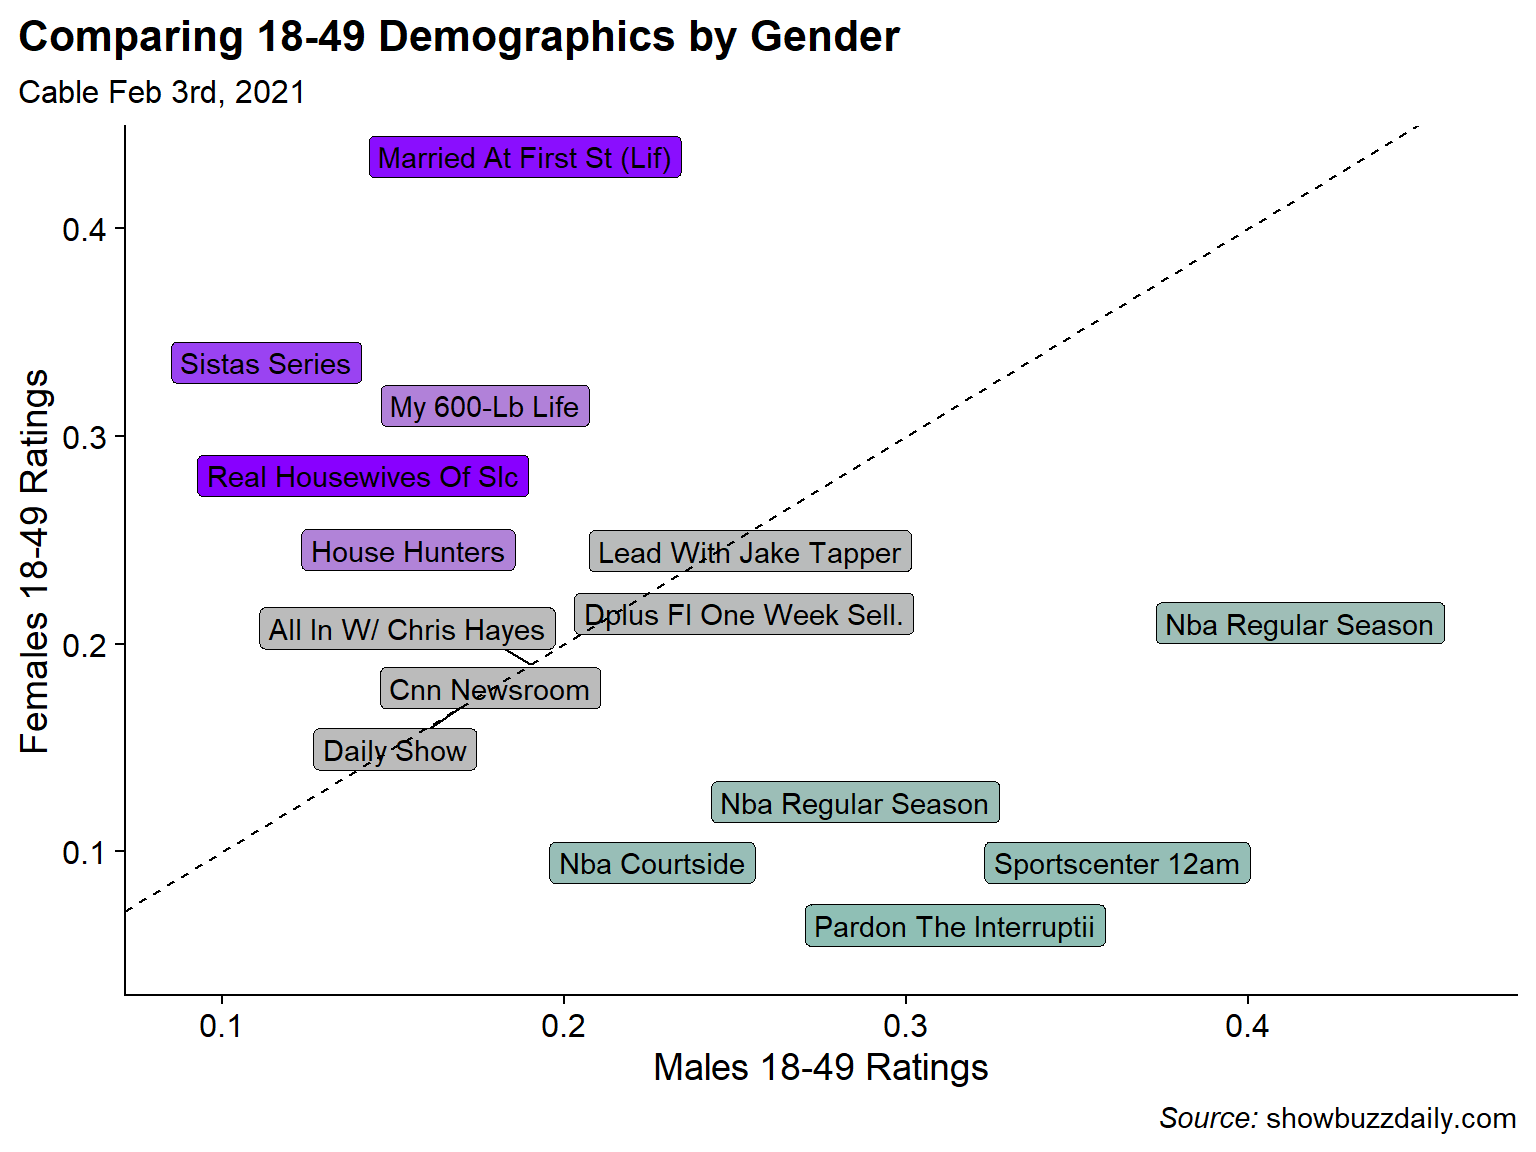 Comparing 18-49 Demographics by Gender
Cable Feb 3rd, 2021
Married At First St (Lif)
0.4
Sistas Series
My 600-Lb Life
0.3
Real Housewives Of Slc
House Hunters
Lead With Jake Tapper
Dplus Fl One Week Sell.
Nba Regular Season
All In W/ Chris Hayes
0.2
Cnn Newsroom
Daily Show
Nba Regular Season
0.1
Nba Courtside
Sportscenter 12am
Pardon The Interruptii
Females 18-49 Ratings
0.1
0.2
0.3
0.4
Males 18-49 Ratings
Source: showbuzzdaily.com